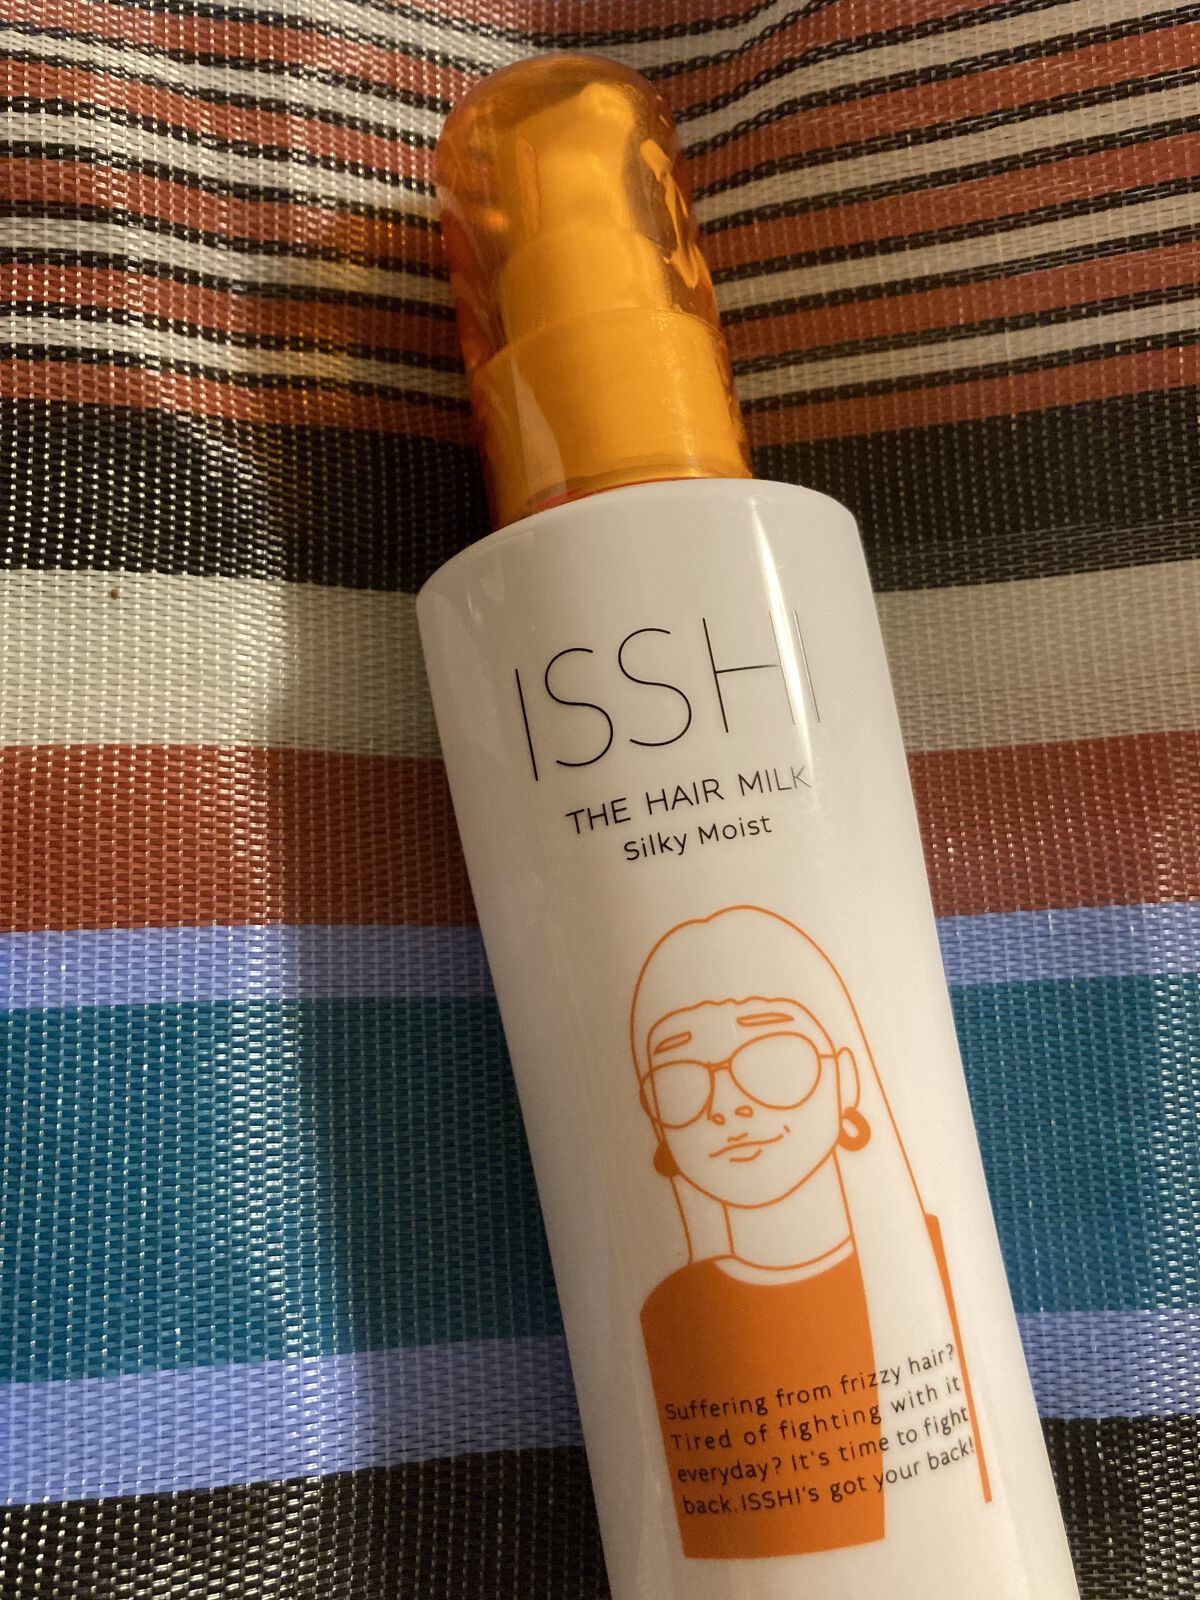 ISSHI
THE HAIR MILK
Silky Moist
Suffering from frizzy hair?
Tired of fighting with it
everyday? It's time to fight
back.ISSHI's got your back!